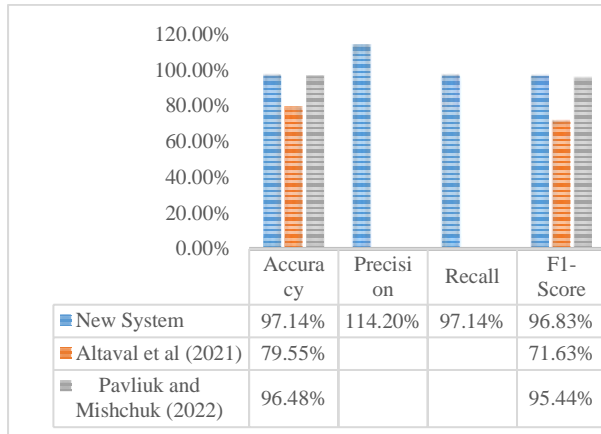 120.00%
100.00%
80.00%
60.00%
40.00%
20.00%
0.00%
Accura Precisi Recall F1-
cy on Score
New System 97.14% 114.20% 97.14% 96.83%
Altaval et al (2021) 79.55% 71.63%
Pavliuk and
Mishchuk (2022) 96.48% 95.44%